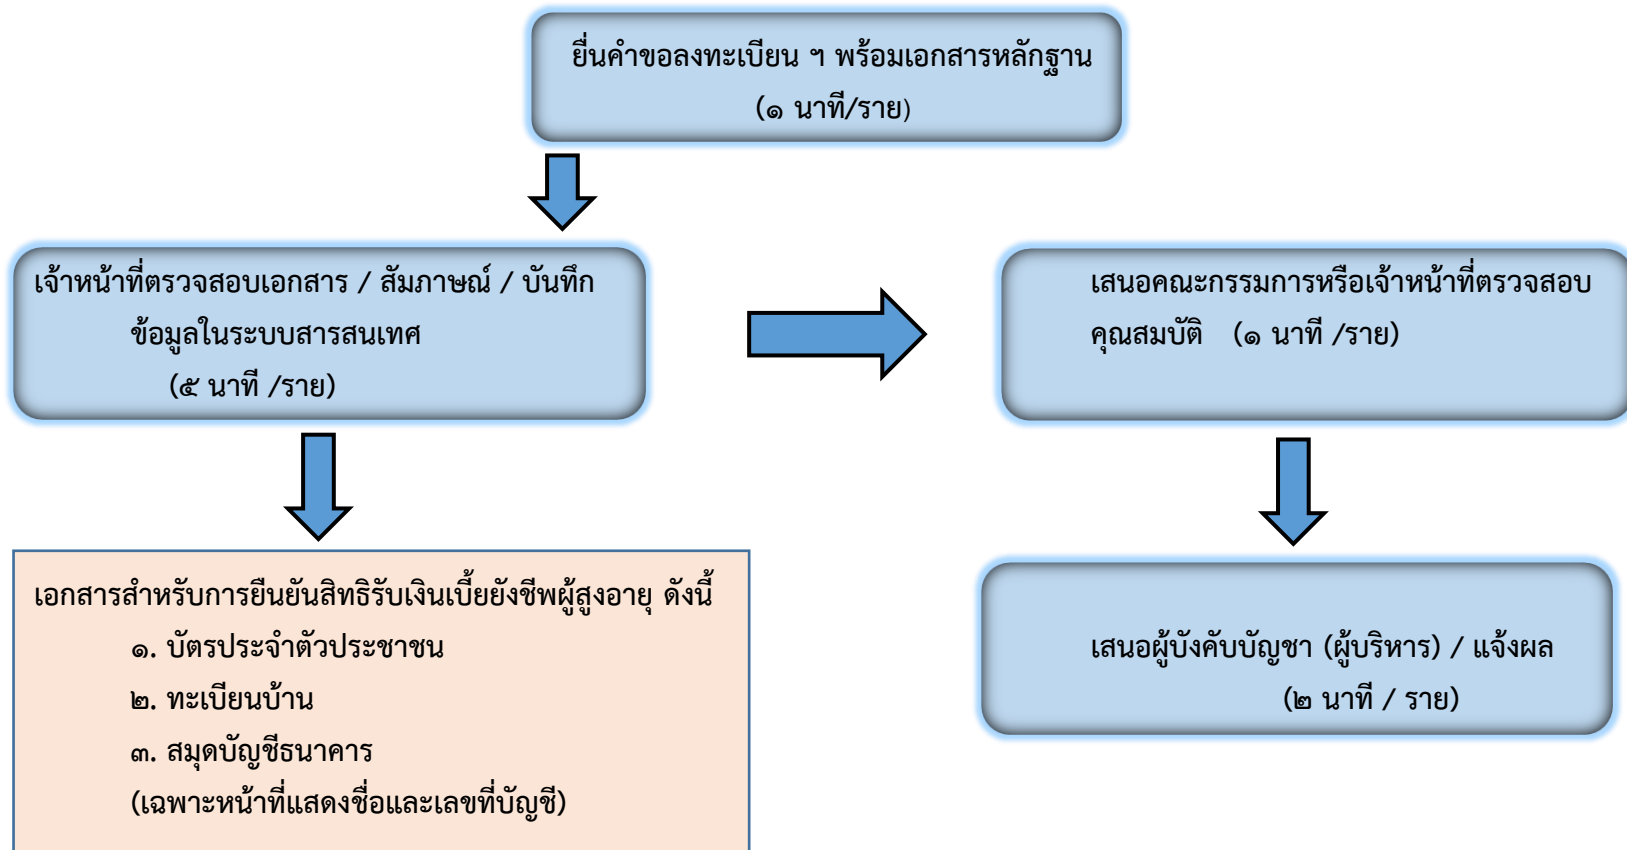 ยื่นคำขอลงทะเบียน ฯ พร้อมเอกสารหลักฐาน
(๑ นาที/ราย)
เจ้าหน้าที่ตรวจสอบเอกสาร / สัมภาษณ์ / บันทึก
ข้อมูลในระบบสารสนเทศ
(๕ นาที /ราย)
เสนอคณะกรรมการหรือเจ้าหน้าที่ตรวจสอบ
คุณสมบัติ (๑ นาที /ราย)
เอกสารสำหรับการยืนยันสิทธิรับเงินเบี้ยยังชีพผู้สูงอายุ ดังนี้
๑. บัตรประจำตัวประชาชน
๒. ทะเบียนบ้าน
๓. สมุดบัญชีธนาคาร
(เฉพาะหน้าที่แสดงชื่อและเลขที่บัญชี)
เสนอผู้บังคับบัญชา (ผู้บริหาร) / แจ้งผล
(๒ นาที / ราย)